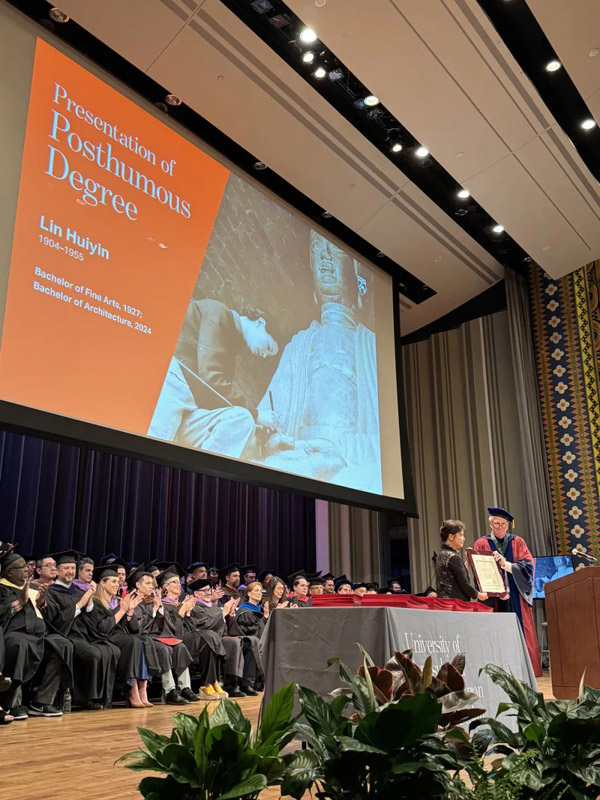 Presentation of
Posthumous
Degree
Lin Huiyin
1904–1955
Bachelor of Fine Arts, 1927;
Bachelor of Architecture, 2024
University of